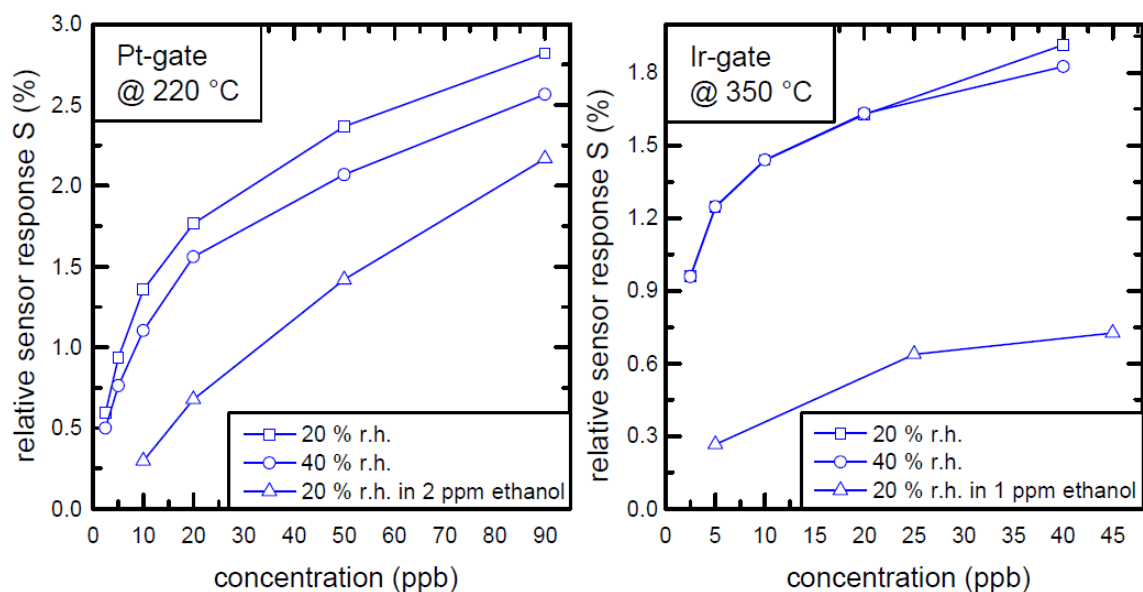 relative sensor response S (%)
3.0
2.5
2.0
1.5
1.0
0.5
0.0
Pt-gate
@ 220 °C
20 % r.h.
40 % r.h.
20 % r.h. in 2 ppm ethanol
0 10 20 30 40 50 60 70 80 90
concentration (ppb)
relative sensor response S (%)
1.8
1.5
1.2
0.9
0.6
0.3
0.0
Ir-gate
@ 350 °C
20 % r.h.
40 % r.h.
20 % r.h. in 1 ppm ethanol
0 5 10 15 20 25 30 35 40 45
concentration (ppb)